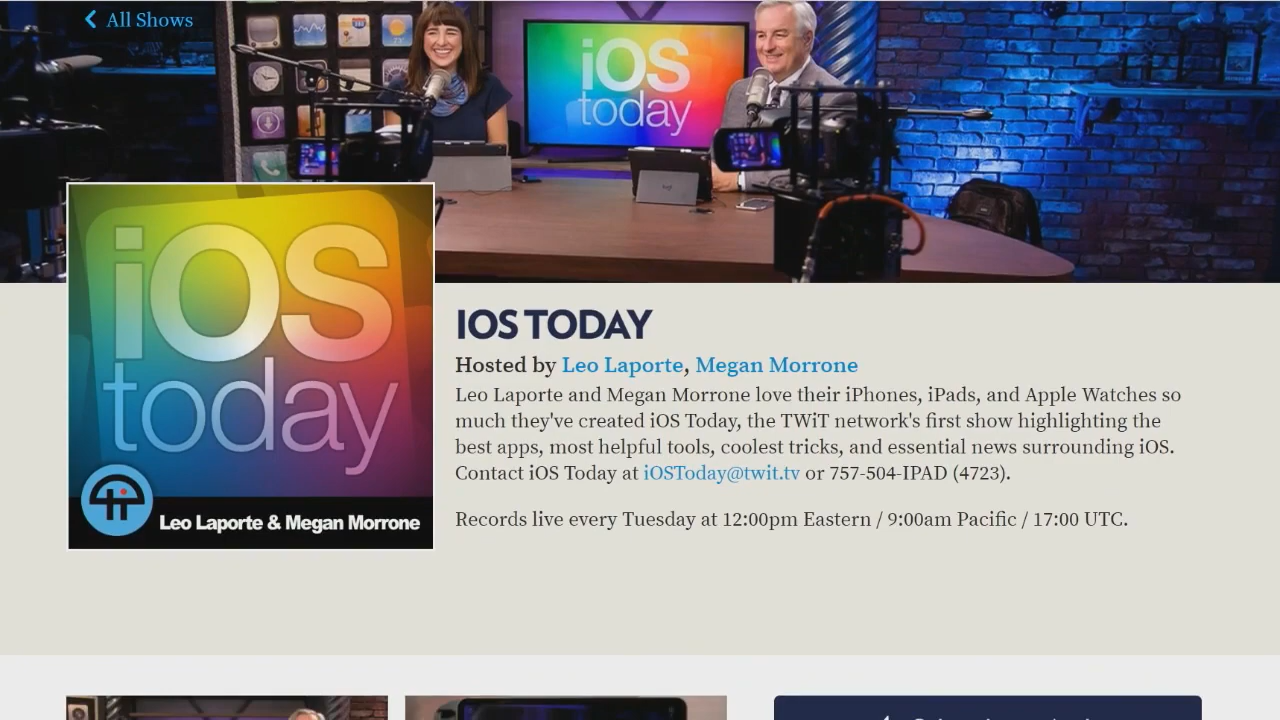 All Shows
iOS
today
iOS
today
Leo Laporte & Megan Morrone
IOS TODAY
Hosted by Leo Laporte, Megan Morrone
Leo Laporte and Megan Morrone love their iPhones, iPads, and Apple Watches so
much they've created iOS Today, the TWiT network's first show highlighting the
best apps, most helpful tools, coolest tricks, and essential news surrounding iOS.
Contact iOS Today at iOSToday@twit.tv or 757-504-IPAD (4723).
Records live every Tuesday at 12:00pm Eastern / 9:00am Pacific / 17:00 UTC.